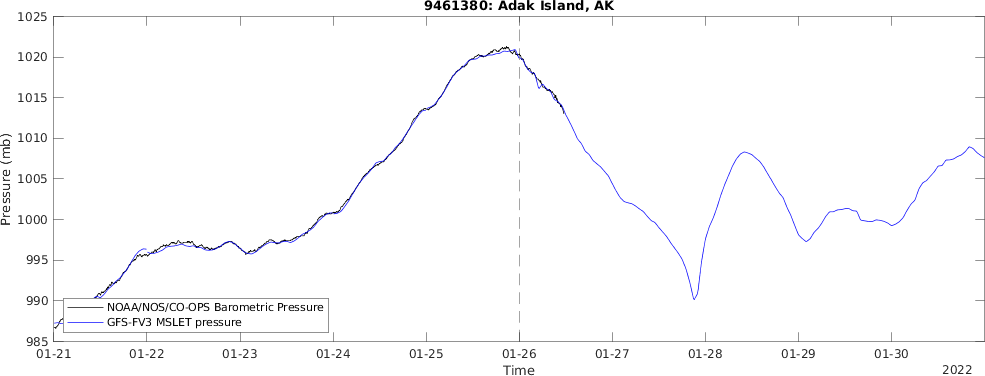 9461380: Adak Island, AK
Pressure (mb)
1025
1020
1015
1010
1005
1000
995
990
985
NOAA/NOS/CO-OPS Barometric Pressure
GFS-FV3 MSLET pressure
01-21 01-22 01-23 01-24 01-25 01-26 01-27 01-28 01-29 01-30
Time
2022